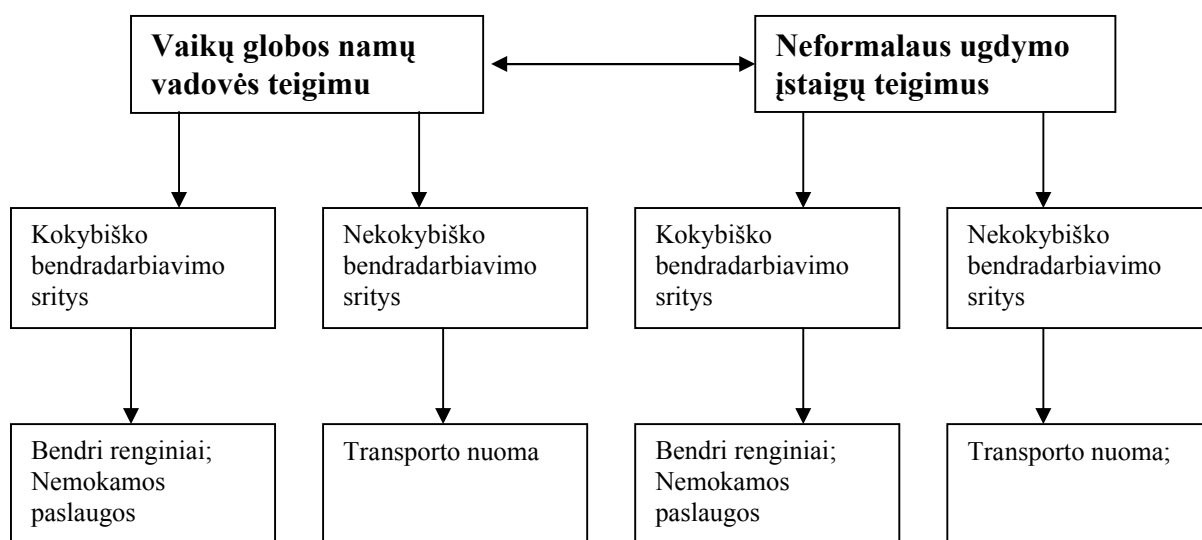 Vaikų globos namų
vadovės teigimu
Neformalaus ugdymo
įstaigų teigimus
Kokybiško
bendradarbiavimo
sritys
Nekokybiško
bendradarbiavimo
sritys
Kokybiško
bendradarbiavimo
sritys
Nekokybiško
bendradarbiavimo
sritys
Bendri renginiai;
Nemokamos
paslaugos
Transporto nuoma
Bendri renginiai;
Nemokamos
paslaugos
Transporto nuoma;